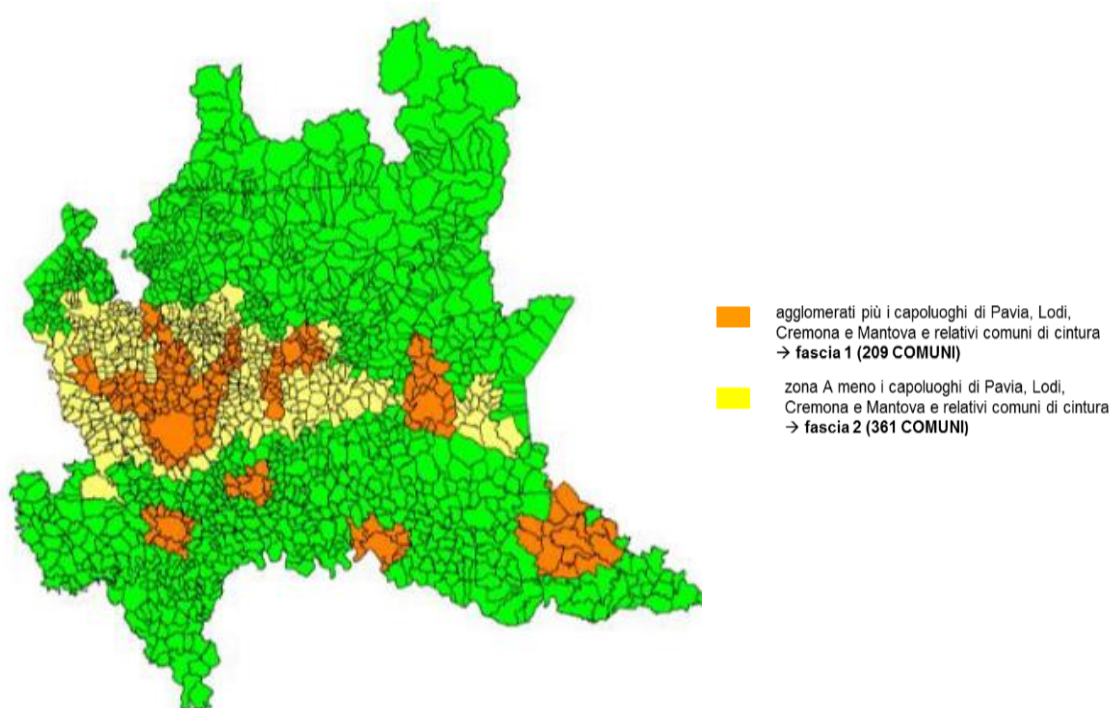 agglomerati più i capoluoghi di Pavia, Lodi,
Cremona e Mantova e relativi comuni di cintura
→ fascia 1 (209 COMUNI)
zona A meno i capoluoghi di Pavia, Lodi,
Cremona e Mantova e relativi comuni di cintura
→ fascia 2 (361 COMUNI)